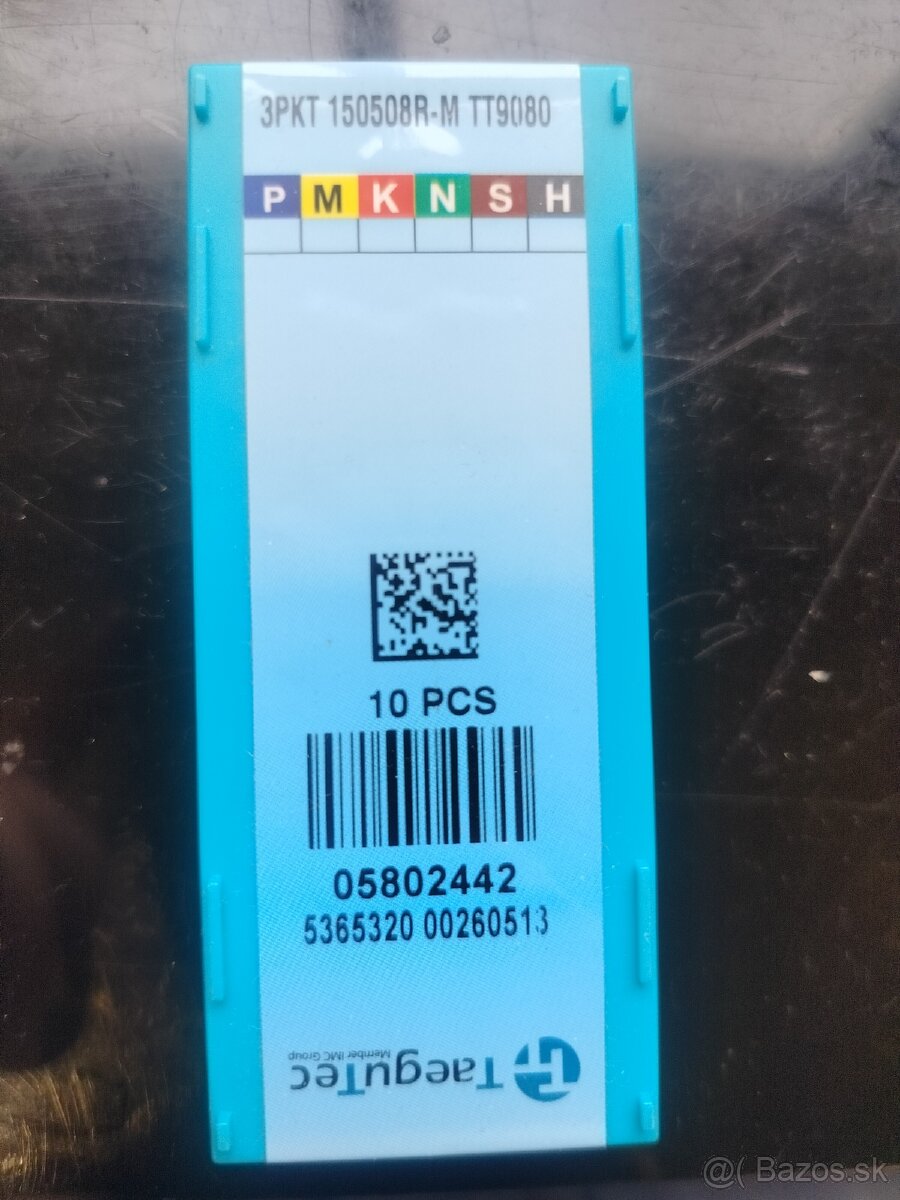 3PKT 150508R-M TT9080
P M K N S H
10 PCS
05802442
5365320 00260513
TaeguTec
Member IMC Group
@( Bazos.sk